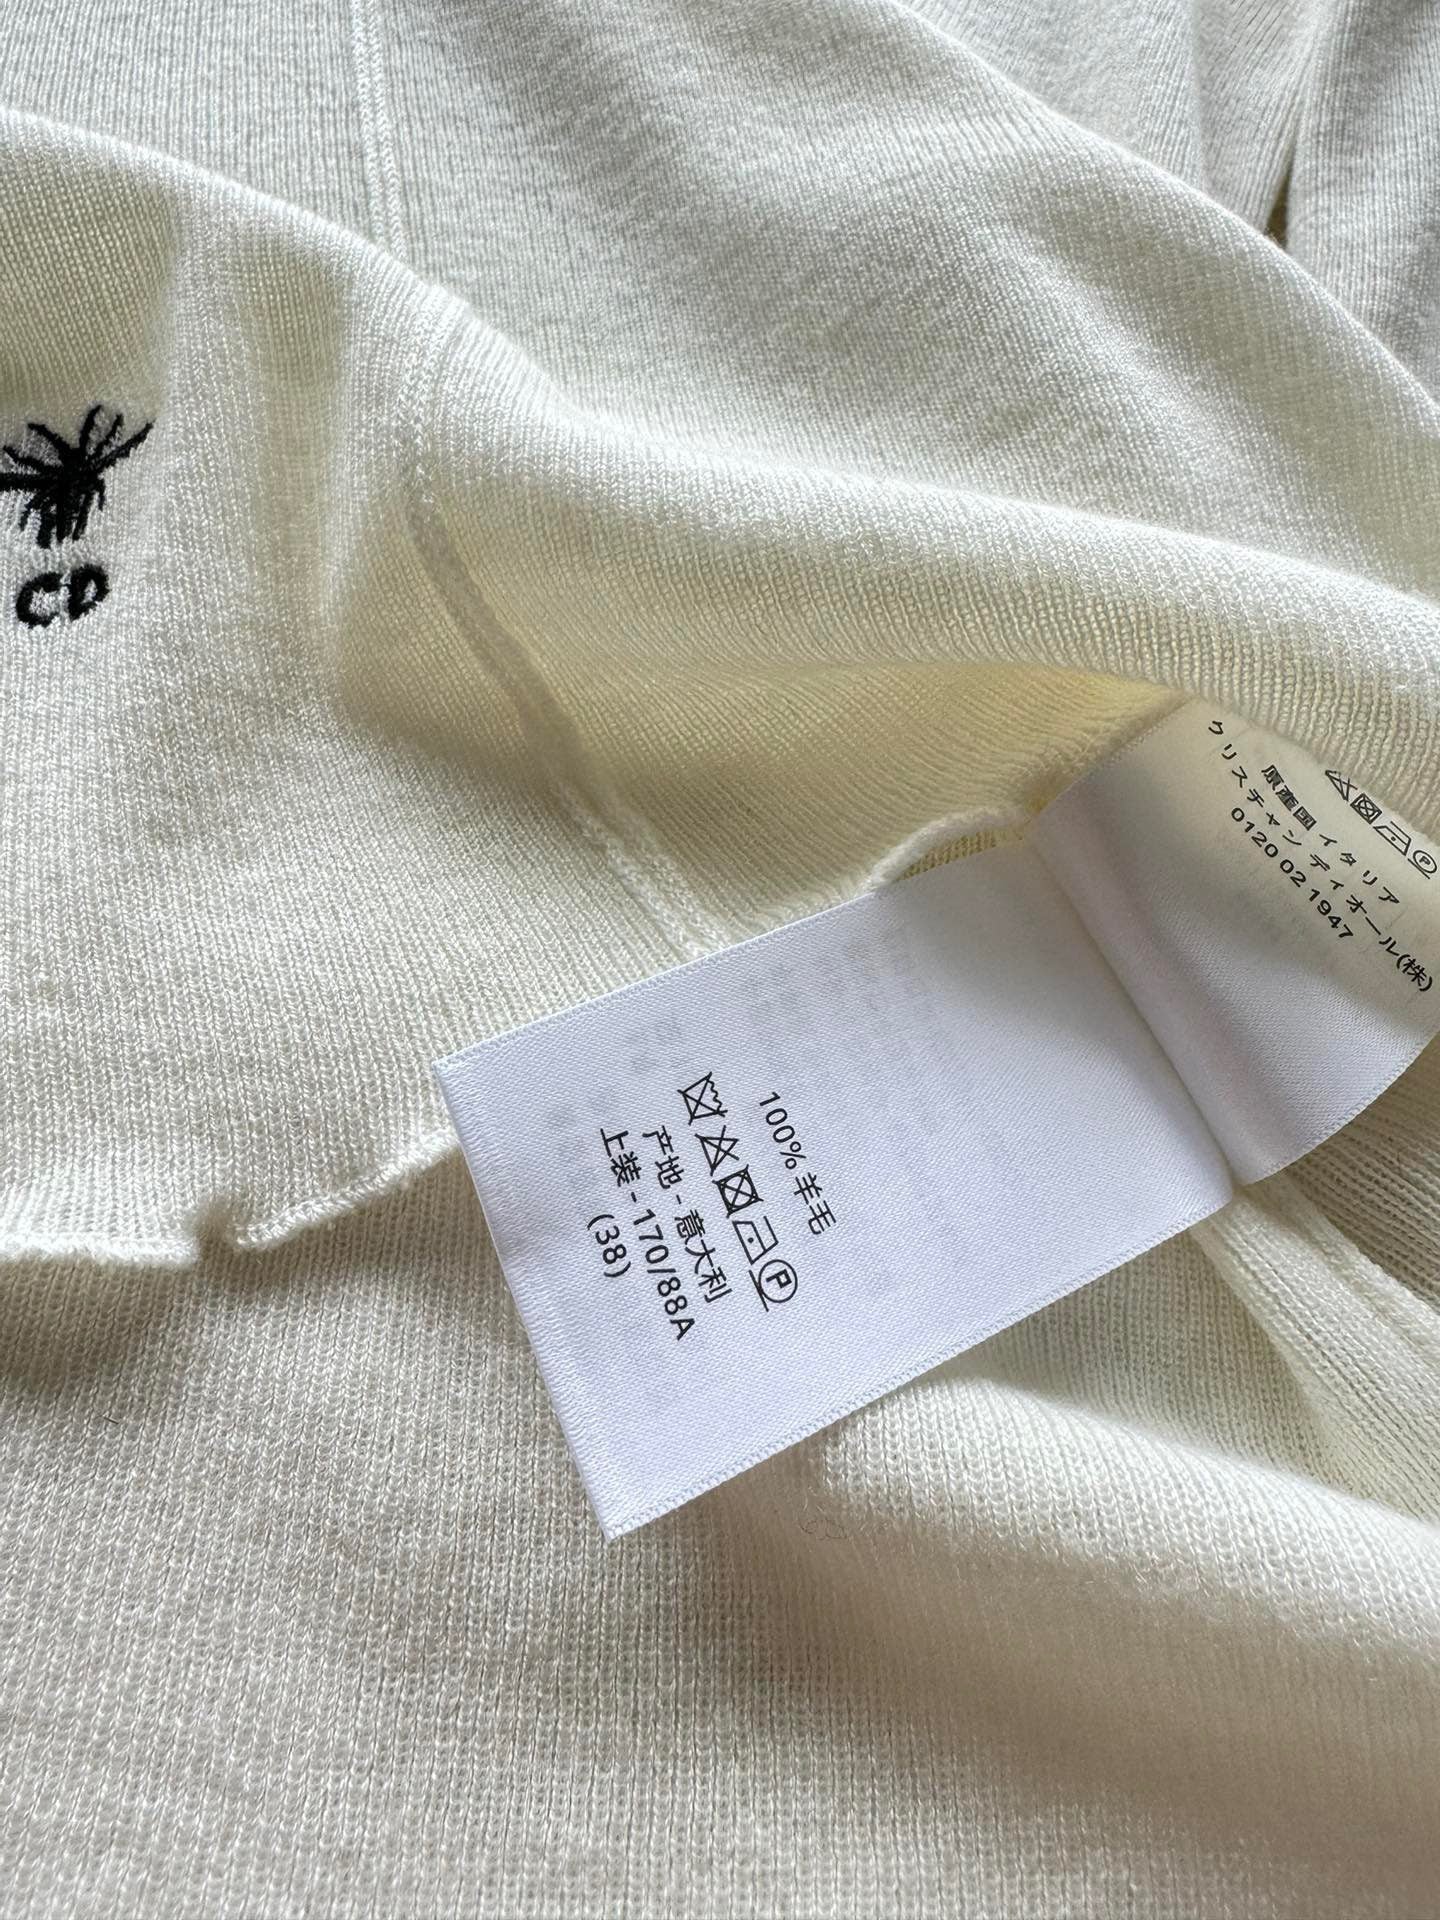 CD
100% 羊毛
P
产地 - 意大利
上装 - 170/88A
(38)
P
原産国 イタリア
クリスチャン ディオール(株)
0120 02 1947